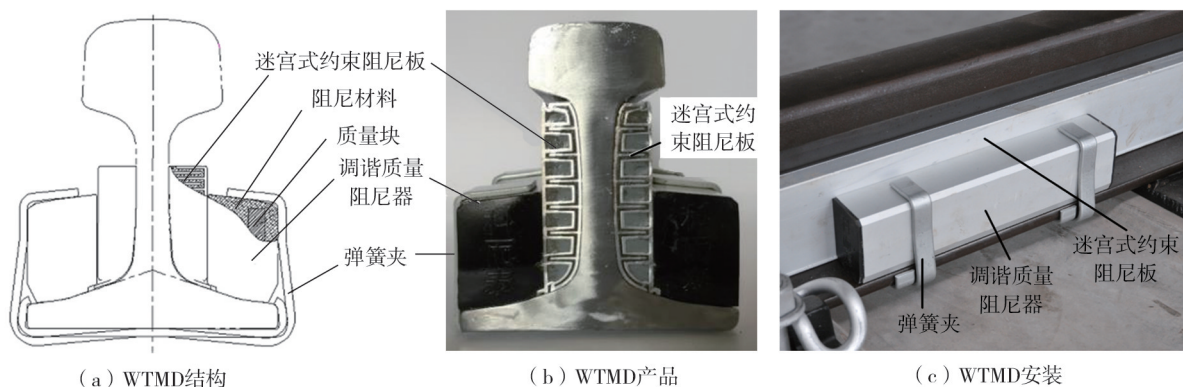 迷宫式约束阻尼板
阻尼材料
质量块
调谐质量
阻尼器
弹簧夹
(a)WTMD结构
迷宫式约
束阻尼板
(b)WTMD产品
迷宫式约束
阻尼板
调谐质量
阻尼器
弹簧夹
(c)WTMD安装